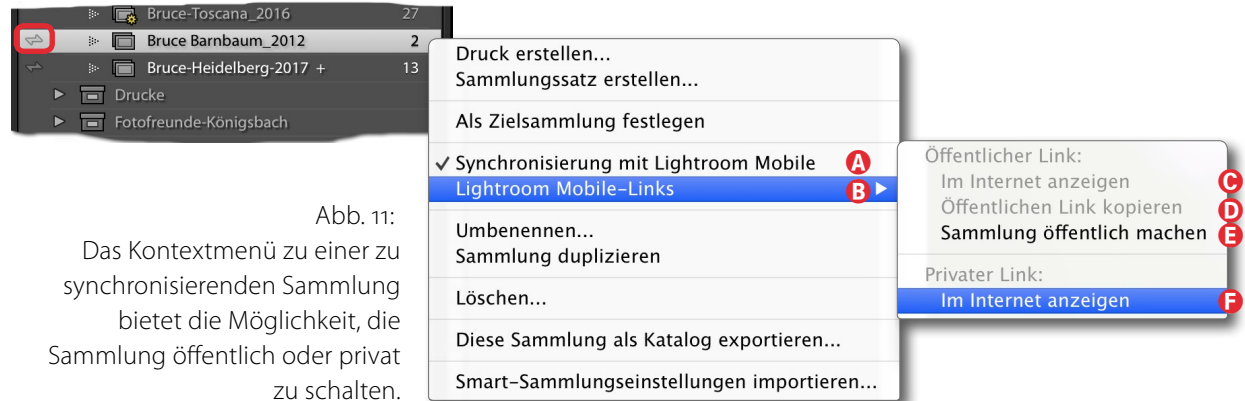 Bruce-Toscana_2016 27
Bruce Barnbaum_2012 2
Bruce-Heidelberg-2017 + 13
Drucke
Fotofreunde-Königsbach
Druck erstellen...
Sammlungssatz erstellen...
Als Zielsammlung festlegen
✓ Synchronisierung mit Lightroom Mobile A
Lightroom Mobile-Links B
Umbenennen...
Sammlung duplizieren
Löschen...
Diese Sammlung als Katalog exportieren...
Smart-Sammlungseinstellungen importieren...
Öffentlicher Link:
Im Internet anzeigen C
Öffentlichen Link kopieren D
Sammlung öffentlich machen E
Privater Link:
Im Internet anzeigen F
Abb. 11:
Das Kontextmenü zu einer zu
synchronisierenden Sammlung
bietet die Möglichkeit, die
Sammlung öffentlich oder privat
zu schalten.